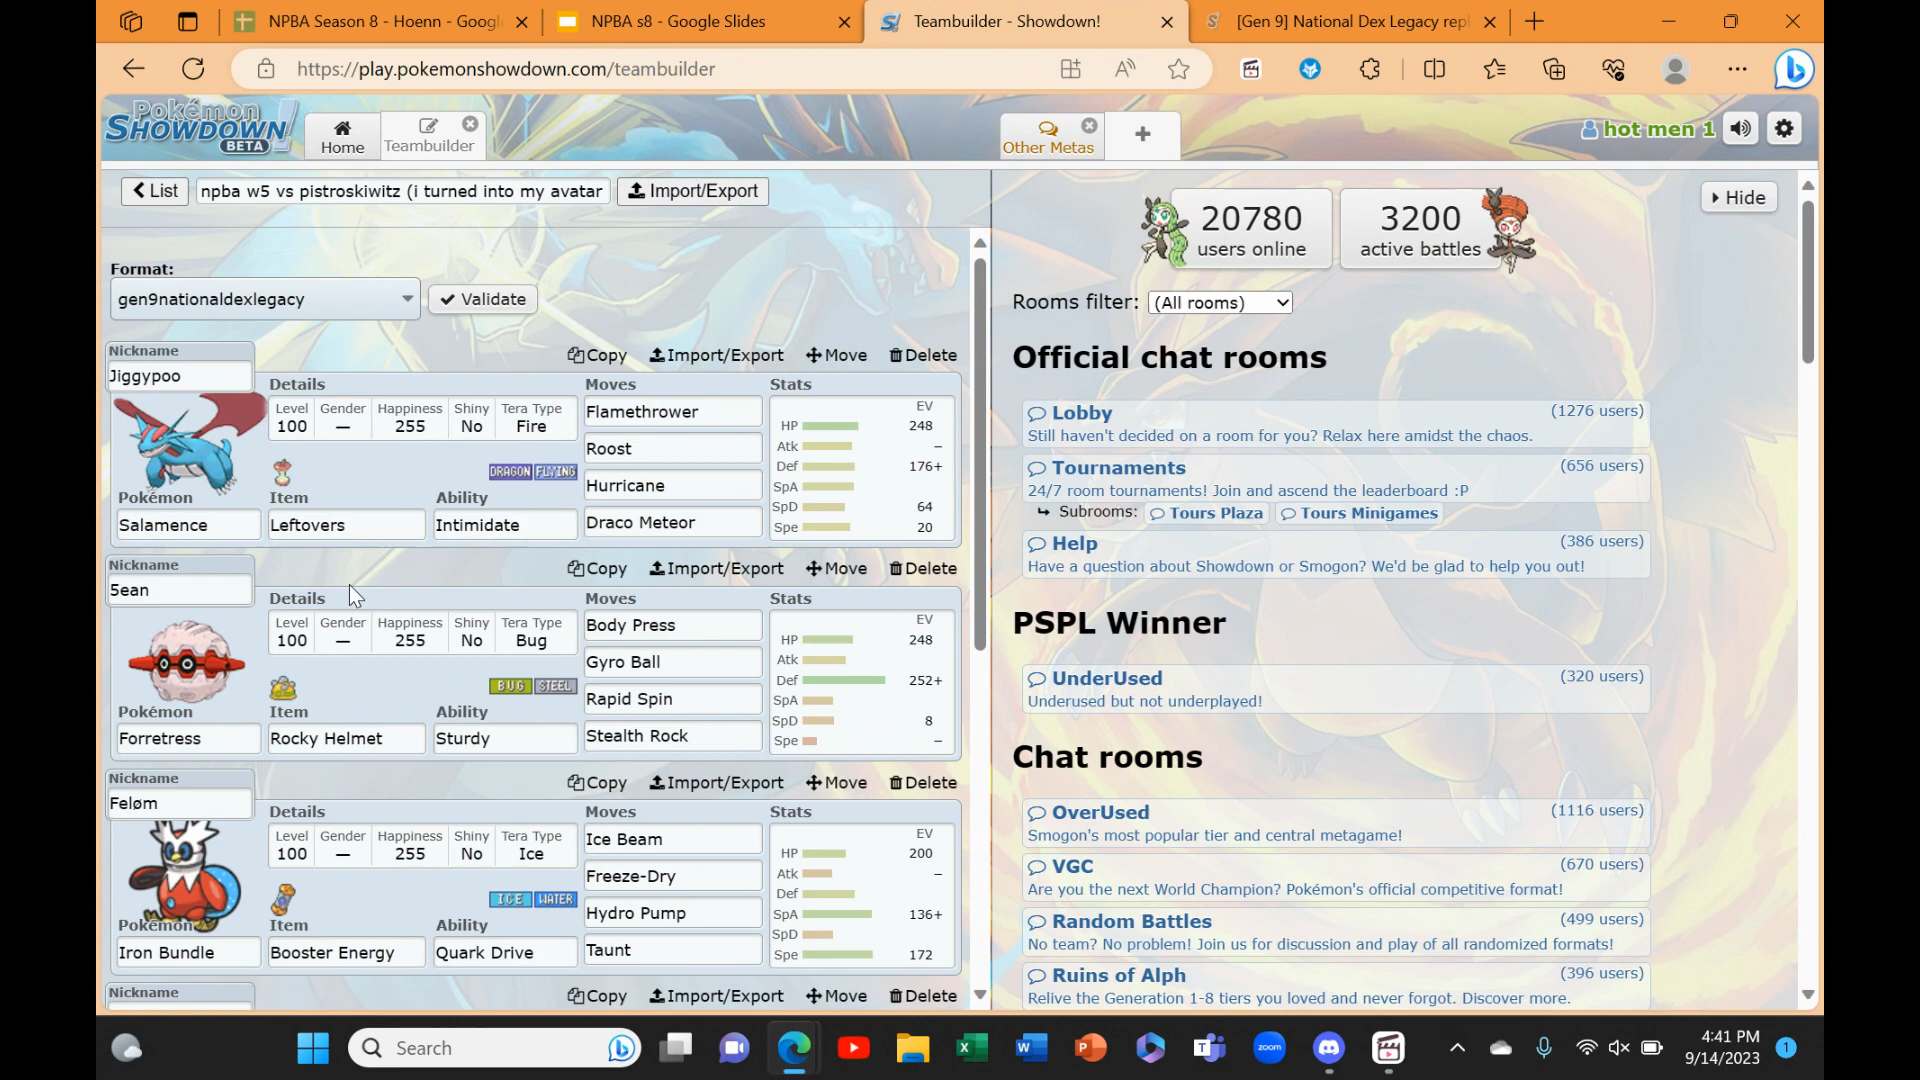 NPBA Season 8 - Hoenn - Googl
NPBA s8 - Google Slides
Teambuilder - Showdown!
[Gen 9] National Dex Legacy repl
https://play.pokemonshowdown.com/teambuilder
Pokémon
SHOWDOWN!
BETA
Home
Teambuilder
Other Metas
hot men 1
List
npba w5 vs pistroskiwitz (i turned into my avatar
Import/Export
Format:
gen9nationaldexlegacy
Validate
Nickname
Jiggypoo
Copy Import/Export Move Delete
Details Moves Stats
Level Gender Happiness Shiny Tera Type
100 — 255 No Fire
DRAGON FLYING
Pokémon Item Ability
Salamence Leftovers Intimidate
Flamethrower
Roost
Hurricane
Draco Meteor
EV
HP 248
Atk –
Def 176+
SpA
SpD 64
Spe 20
Nickname
5ean
Copy Import/Export Move Delete
Details Moves Stats
Level Gender Happiness Shiny Tera Type
100 — 255 No Bug
BUG STEEL
Pokémon Item Ability
Forretress Rocky Helmet Sturdy
Body Press
Gyro Ball
Rapid Spin
Stealth Rock
EV
HP 248
Atk
Def 252+
SpA
SpD 8
Spe –
Nickname
Feløm
Copy Import/Export Move Delete
Details Moves Stats
Level Gender Happiness Shiny Tera Type
100 — 255 No Ice
ICE WATER
Pokémon Item Ability
Iron Bundle Booster Energy Quark Drive
Ice Beam
Freeze-Dry
Hydro Pump
Taunt
EV
HP 200
Atk –
Def
SpA 136+
SpD
Spe 172
Nickname
Copy Import/Export Move Delete
20780
users online
3200
active battles
Hide
Rooms filter: (All rooms)
Official chat rooms
Lobby (1276 users)
Still haven't decided on a room for you? Relax here amidst the chaos.
Tournaments (656 users)
24/7 room tournaments! Join and ascend the leaderboard :P
Subrooms: Tours Plaza Tours Minigames
Help (386 users)
Have a question about Showdown or Smogon? We'd be glad to help you out!
PSPL Winner
UnderUsed (320 users)
Underused but not underplayed!
Chat rooms
OverUsed (1116 users)
Smogon's most popular tier and central metagame!
VGC (670 users)
Are you the next World Champion? Pokémon's official competitive format!
Random Battles (499 users)
No team? No problem! Join us for discussion and play of all randomized formats!
Ruins of Alph (396 users)
Relive the Generation 1-8 tiers you loved and never forgot. Discover more.
Search
zoom
4:41 PM
9/14/2023
1